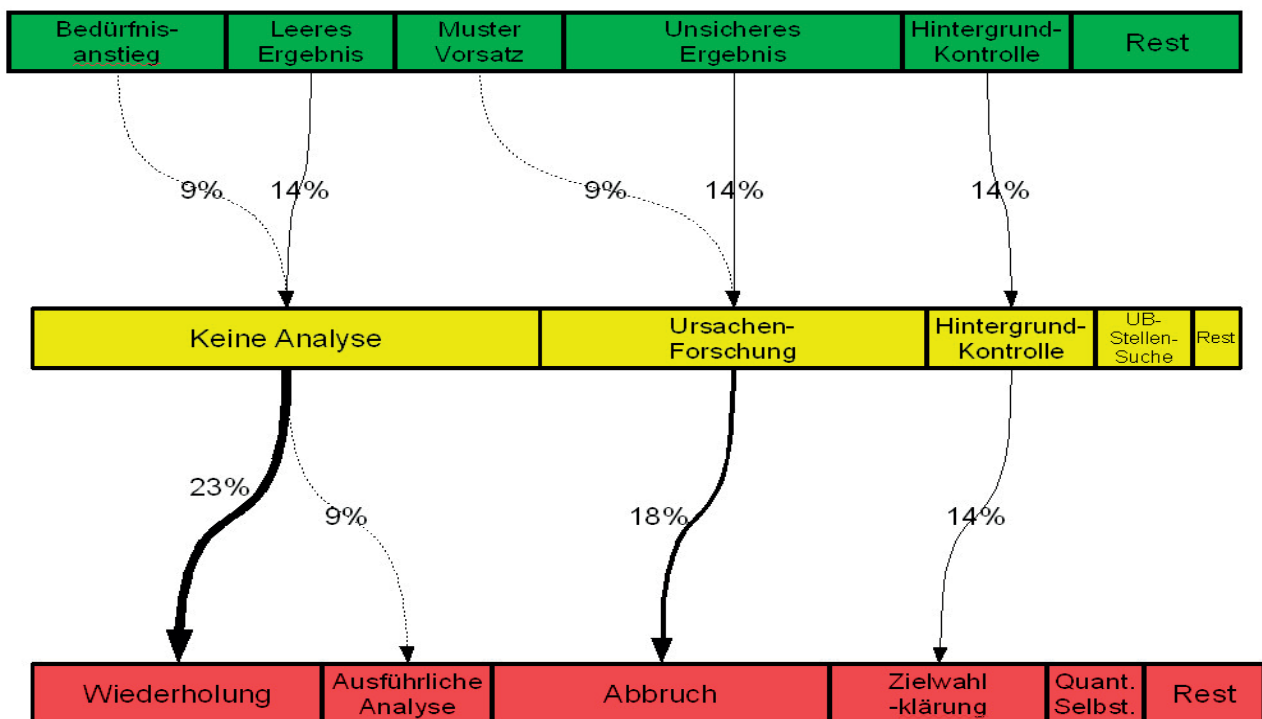 Bedürfnis-
anstieg
Leeres
Ergebnis
Muster
Vorsatz
Unsicheres
Ergebnis
Hintergrund-
Kontrolle
Rest
9%
14%
9%
14%
14%
Keine Analyse
Ursachen-
Forschung
Hintergrund-
Kontrolle
UB-
Stellen-
Suche
Rest
23%
9%
18%
14%
Wiederholung
Ausführliche
Analyse
Abbruch
Zielwahl
-klärung
Quant.
Selbst.
Rest